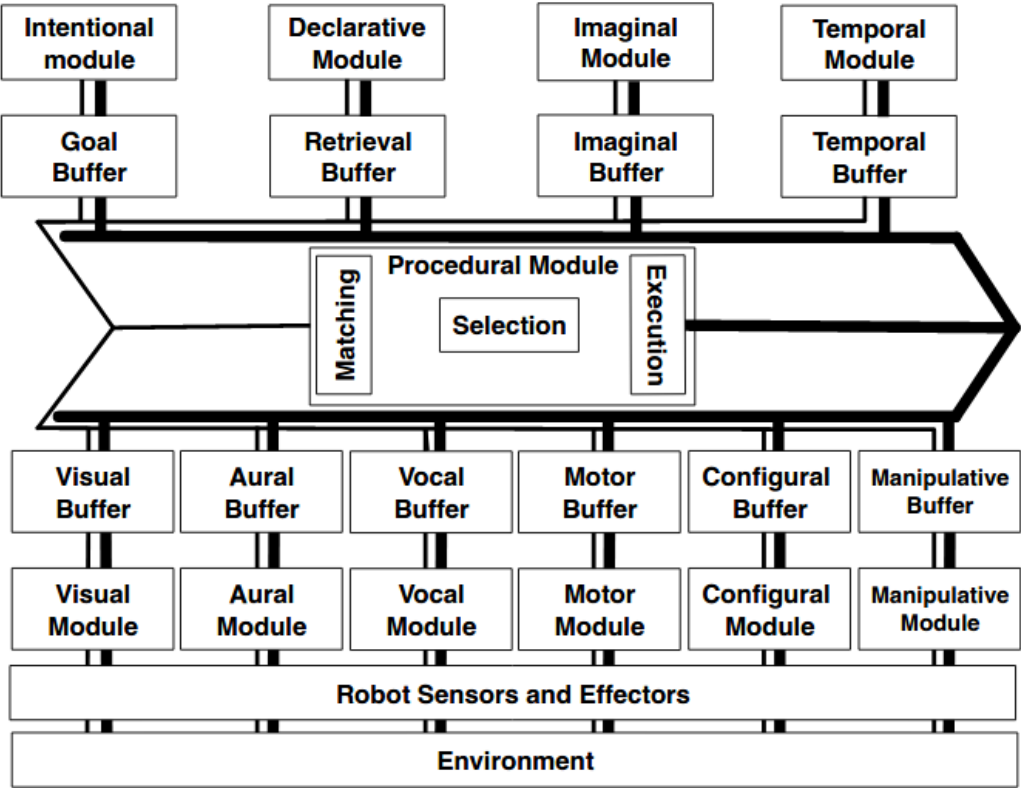 Intentional
module
Declarative
Module
Imaginal
Module
Temporal
Module
Goal
Buffer
Retrieval
Buffer
Imaginal
Buffer
Temporal
Buffer
Procedural Module
Matching
Selection
Execution
Visual
Buffer
Aural
Buffer
Vocal
Buffer
Motor
Buffer
Configural
Buffer
Manipulative
Buffer
Visual
Module
Aural
Module
Vocal
Module
Motor
Module
Configural
Module
Manipulative
Module
Robot Sensors and Effectors
Environment